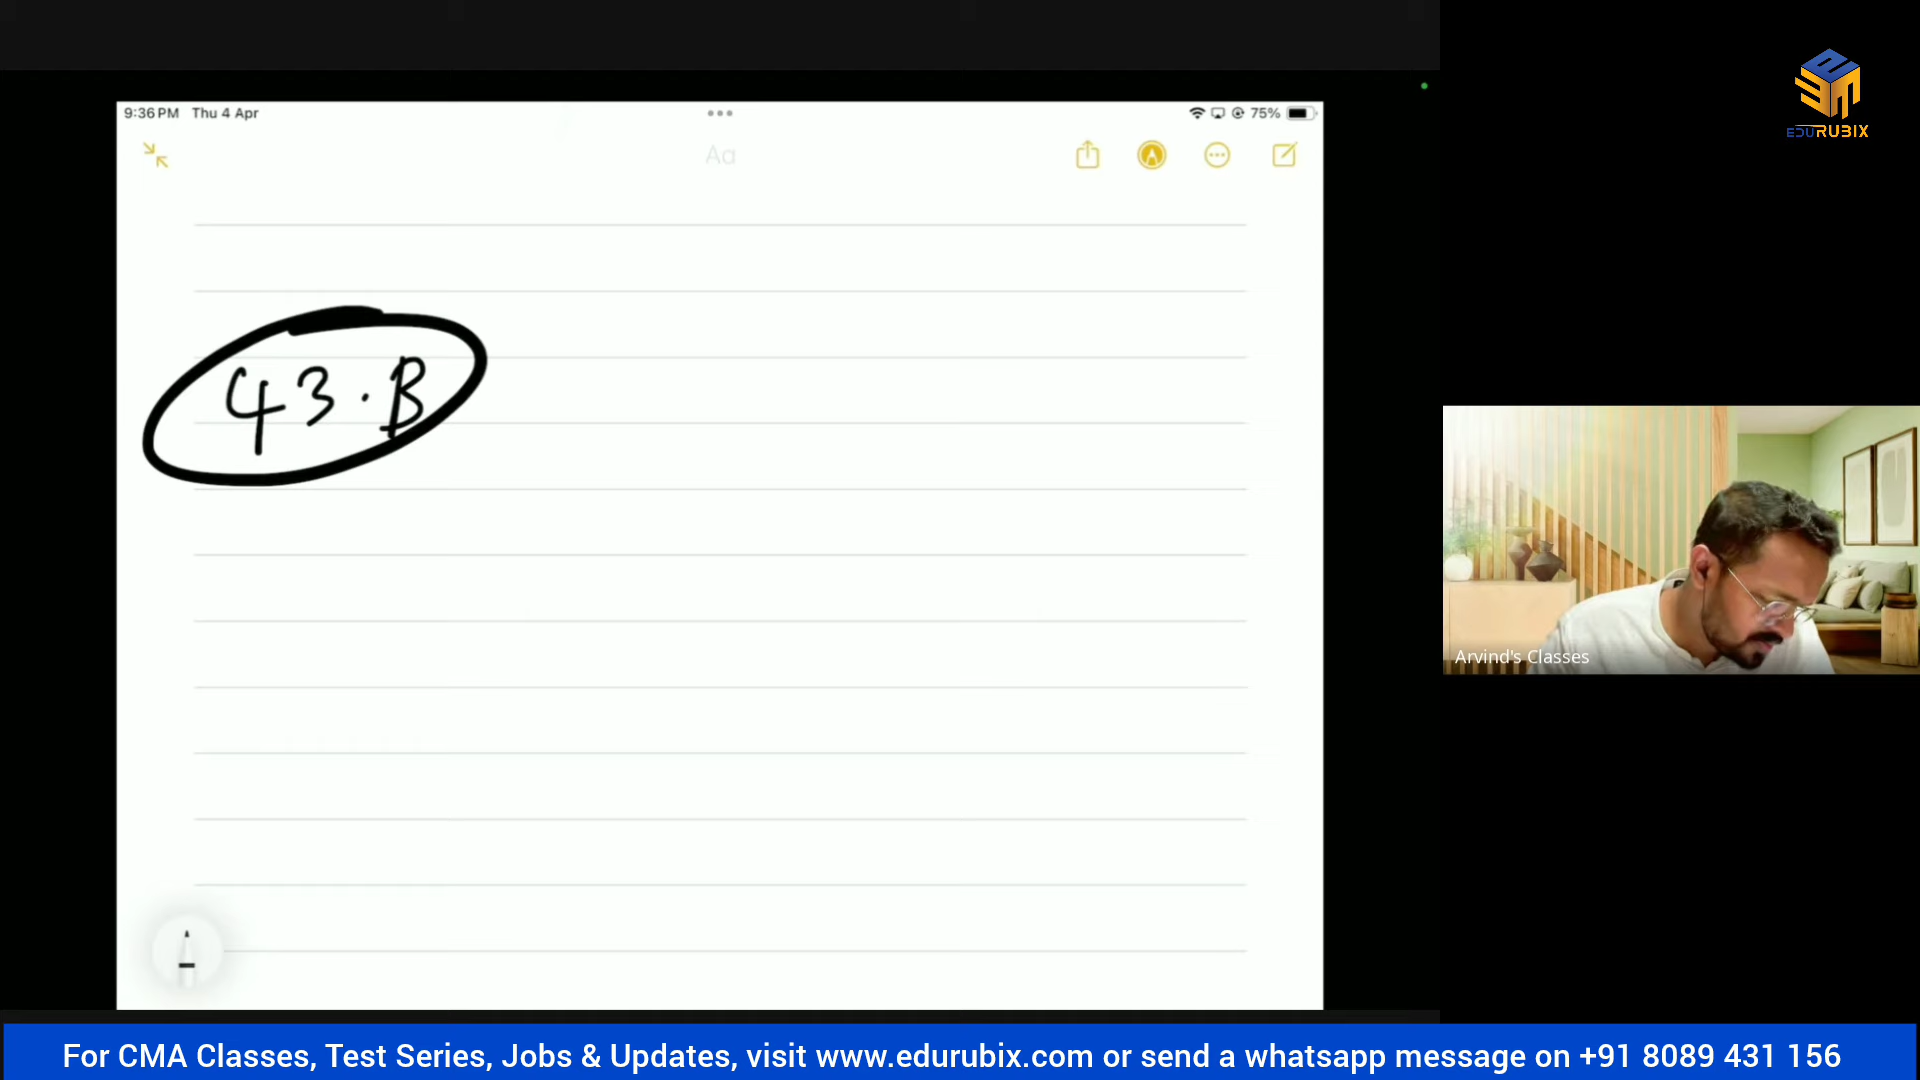 EDURUBIX
9:36 PM Thu 4 Apr
75%
Aa
43.B
Arvind's Classes
For CMA Classes, Test Series, Jobs & Updates, visit www.edurubix.com or send a whatsapp message on +91 8089 431 156